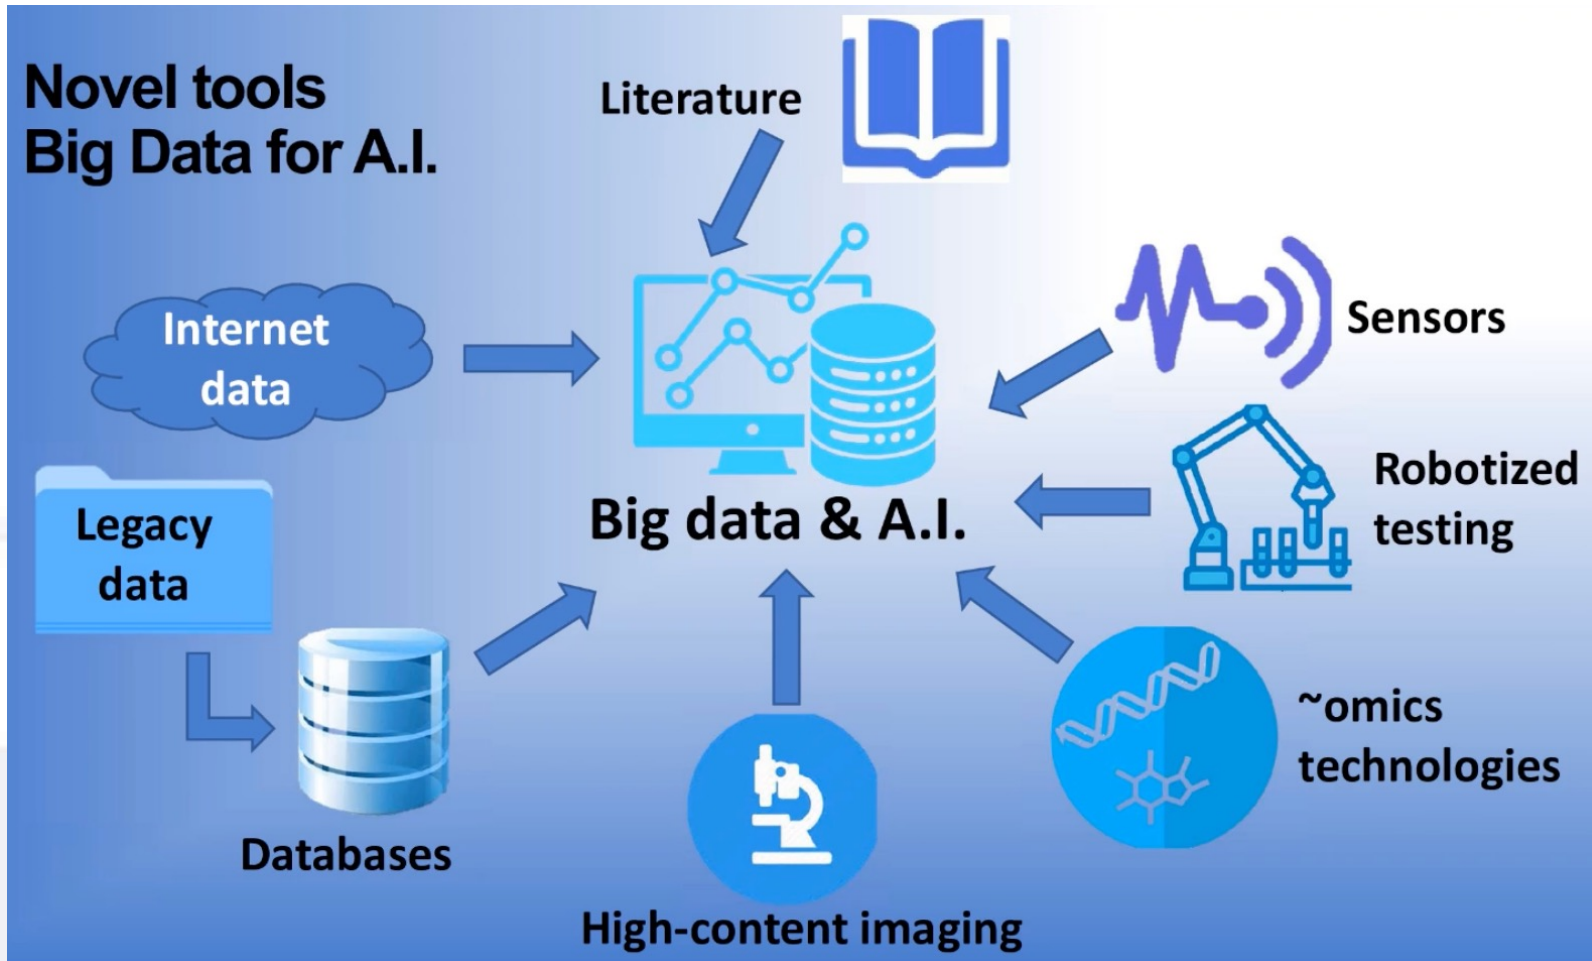 Novel tools
Big Data for A.I.
Literature
Internet
data
Sensors
Legacy
data
Big data & A.I.
Robotized
testing
~omics
technologies
Databases
High-content imaging